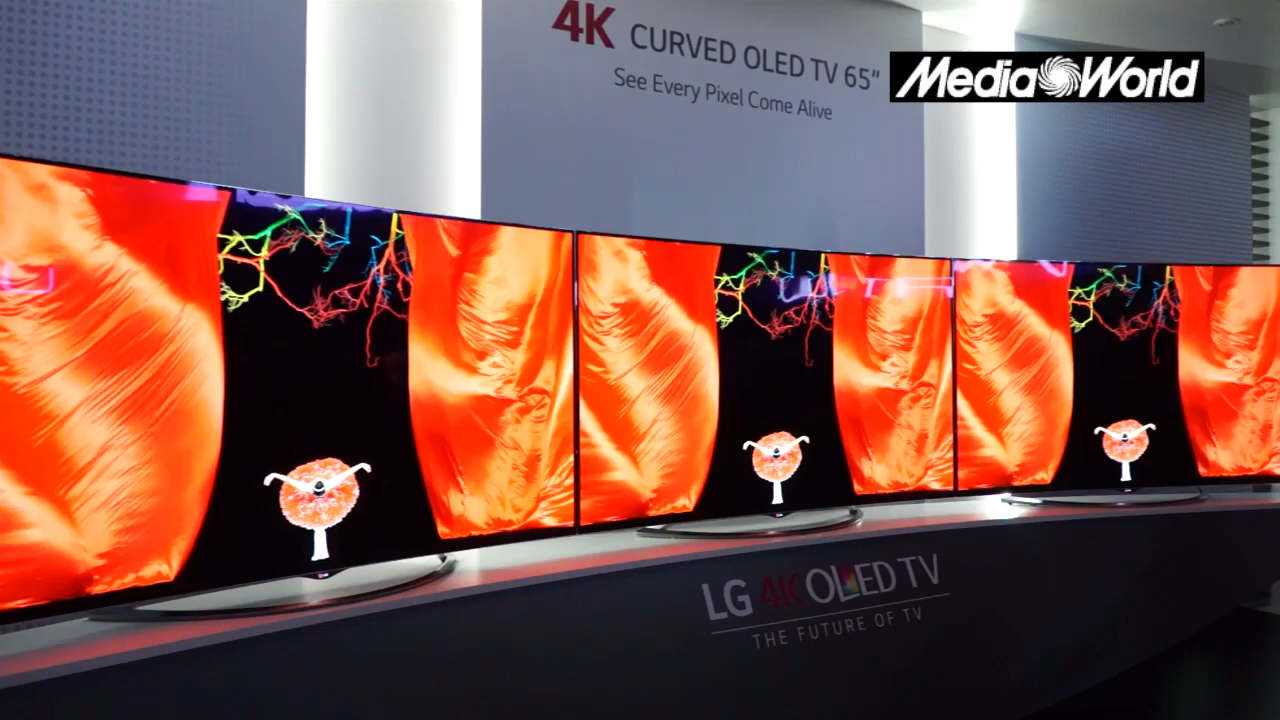 4K CURVED OLED TV 65"
See Every Pixel Come Alive
MediaWorld
LG 4K OLED TV
THE FUTURE OF TV